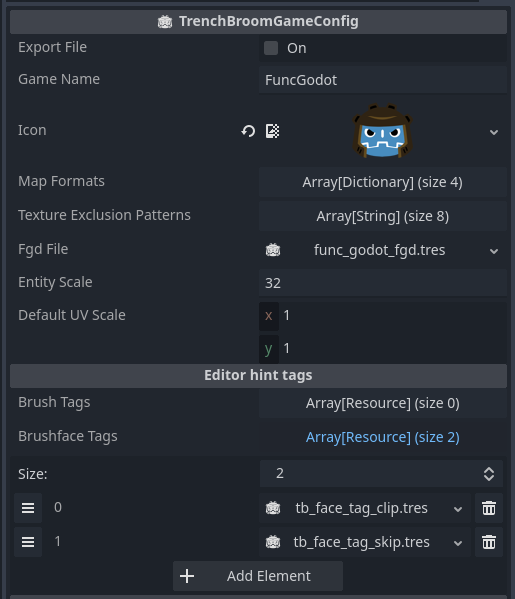 TrenchBroomGameConfig
Export File On
Game Name FuncGodot
Icon
Map Formats Array[Dictionary] (size 4)
Texture Exclusion Patterns Array[String] (size 8)
Fgd File func_godot_fgd.tres
Entity Scale 32
Default UV Scale x 1
y 1
Editor hint tags
Brush Tags Array[Resource] (size 0)
Brushface Tags Array[Resource] (size 2)
Size: 2
0 tb_face_tag_clip.tres
1 tb_face_tag_skip.tres
Add Element